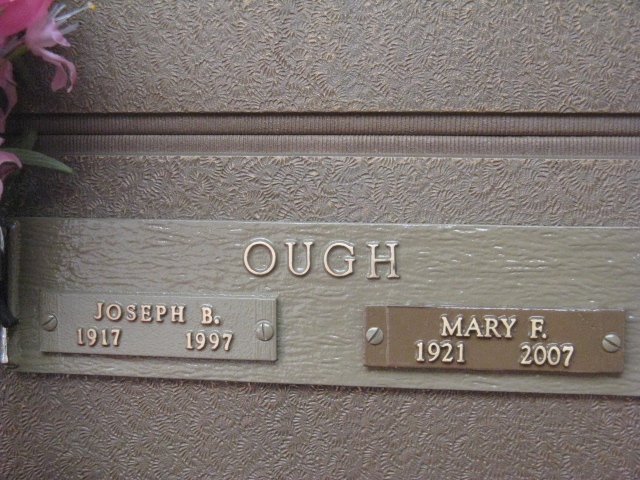 OUGH
JOSEPH B.
1917 1997
MARY F.
1921 2007